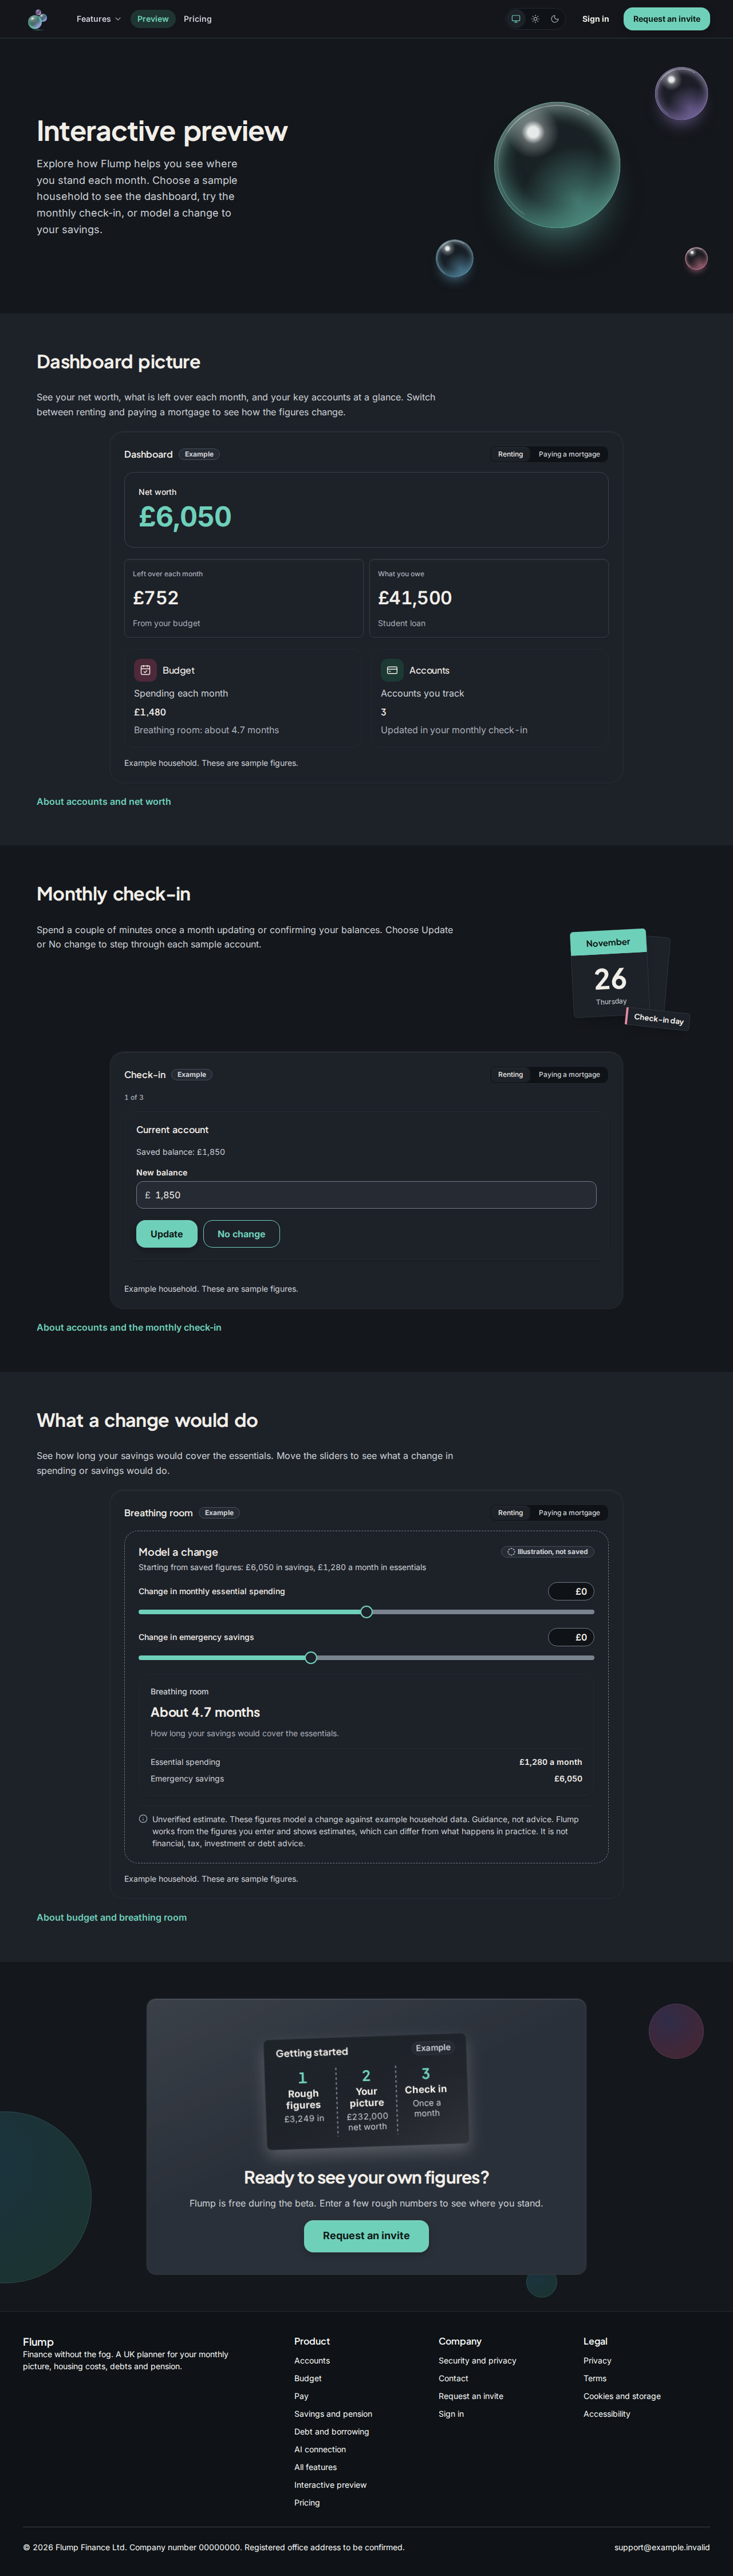 Features
Preview
Pricing
Sign in
Request an invite
Interactive preview
Explore how Flump helps you see where
you stand each month. Choose a sample
household to see the dashboard, try the
monthly check-in, or model a change to
your savings.
Dashboard picture
See your net worth, what is left over each month, and your key accounts at a glance. Switch
between renting and paying a mortgage to see how the figures change.
Dashboard
Example
Renting
Paying a mortgage
Net worth
£6,050
Left over each month
£752
From your budget
What you owe
£41,500
Student loan
Budget
Spending each month
£1,480
Breathing room: about 4.7 months
Accounts
Accounts you track
3
Updated in your monthly check-in
Example household. These are sample figures.
About accounts and net worth
Monthly check-in
Spend a couple of minutes once a month updating or confirming your balances. Choose Update
or No change to step through each sample account.
November
26
Thursday
Check-in day
Check-in
Example
Renting
Paying a mortgage
1 of 3
Current account
Saved balance: £1,850
New balance
£ 1,850
Update
No change
Example household. These are sample figures.
About accounts and the monthly check-in
What a change would do
See how long your savings would cover the essentials. Move the sliders to see what a change in
spending or savings would do.
Breathing room
Example
Renting
Paying a mortgage
Model a change
Illustration, not saved
Starting from saved figures: £6,050 in savings, £1,280 a month in essentials
Change in monthly essential spending
£0
Change in emergency savings
£0
Breathing room
About 4.7 months
How long your savings would cover the essentials.
Essential spending
£1,280 a month
Emergency savings
£6,050
Unverified estimate. These figures model a change against example household data. Guidance, not advice. Flump
works from the figures you enter and shows estimates, which can differ from what happens in practice. It is not
financial, tax, investment or debt advice.
Example household. These are sample figures.
About budget and breathing room
Getting started
Example
1
Rough
figures
£3,249 in
2
Your
picture
£232,000
net worth
3
Check in
Once a
month
Ready to see your own figures?
Flump is free during the beta. Enter a few rough numbers to see where you stand.
Request an invite
Flump
Finance without the fog. A UK planner for your monthly
picture, housing costs, debts and pension.
Product
Accounts
Budget
Pay
Savings and pension
Debt and borrowing
AI connection
All features
Interactive preview
Pricing
Company
Security and privacy
Contact
Request an invite
Sign in
Legal
Privacy
Terms
Cookies and storage
Accessibility
© 2026 Flump Finance Ltd. Company number 00000000. Registered office address to be confirmed.
support@example.invalid